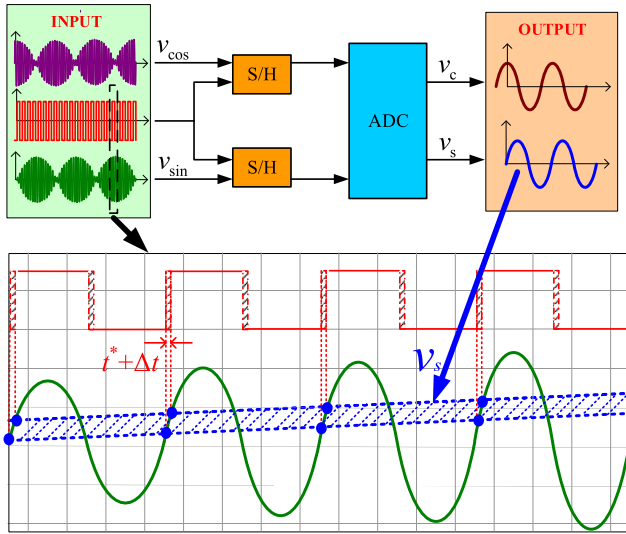 INPUT
OUTPUT
v_cos
S/H
v_c
ADC
v_s
S/H
v_sin
t*+Δt
v_s